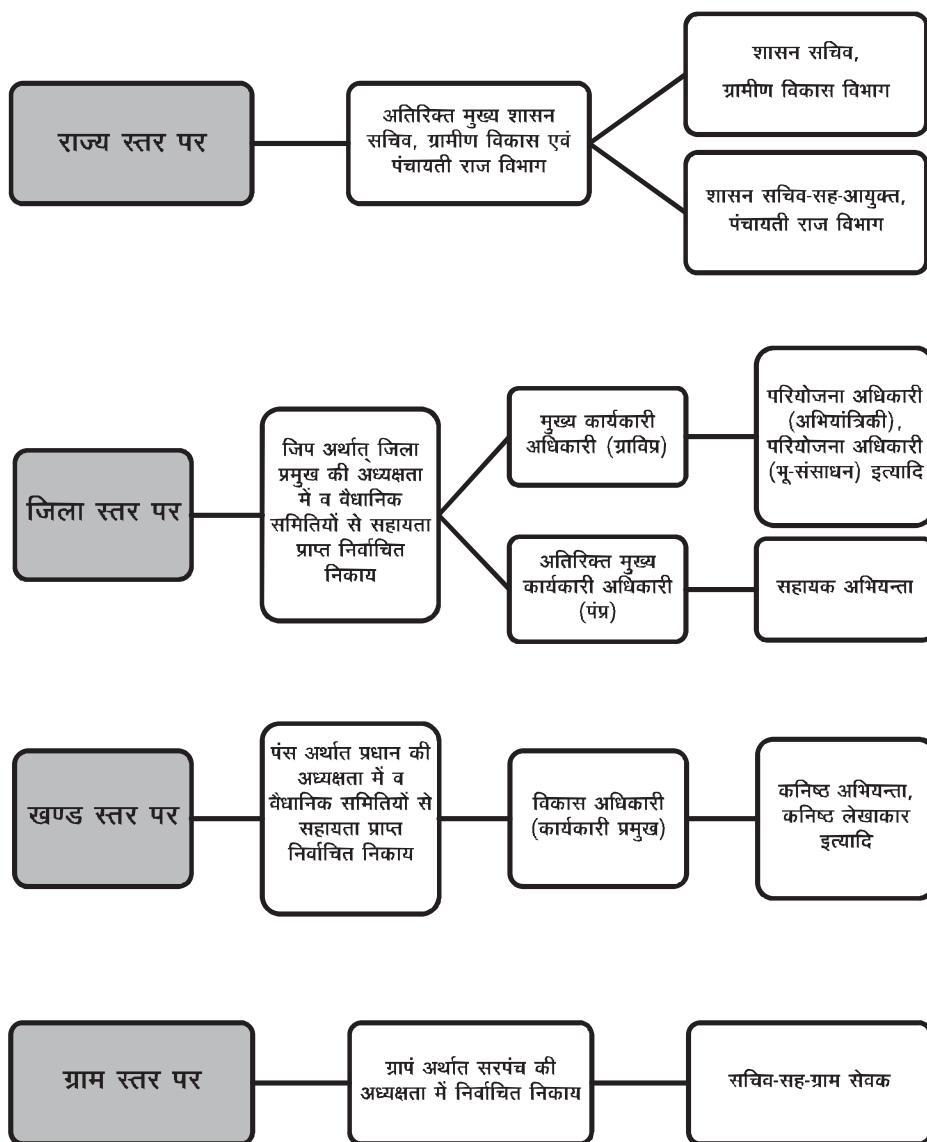 राज्य स्तर पर
अतिरिक्त मुख्य शासन
सचिव, ग्रामीण विकास एवं
पंचायती राज विभाग
शासन सचिव,
ग्रामीण विकास विभाग
शासन सचिव-सह-आयुक्त,
पंचायती राज विभाग
जिला स्तर पर
जिप अर्थात् जिला
प्रमुख की अध्यक्षता
में व वैधानिक
समितियों से सहायता
प्राप्त निर्वाचित
निकाय
मुख्य कार्यकारी
अधिकारी (ग्राविप्र)
परियोजना अधिकारी
(अभियांत्रिकी),
परियोजना अधिकारी
(भू-संसाधन) इत्यादि
अतिरिक्त मुख्य
कार्यकारी अधिकारी
(पंप्र)
सहायक अभियन्ता
खण्ड स्तर पर
पंस अर्थात प्रधान की
अध्यक्षता में व
वैधानिक समितियों से
सहायता प्राप्त
निर्वाचित निकाय
विकास अधिकारी
(कार्यकारी प्रमुख)
कनिष्ठ अभियन्ता,
कनिष्ठ लेखाकार
इत्यादि
ग्राम स्तर पर
ग्रापं अर्थात सरपंच की
अध्यक्षता में निर्वाचित निकाय
सचिव-सह-ग्राम सेवक